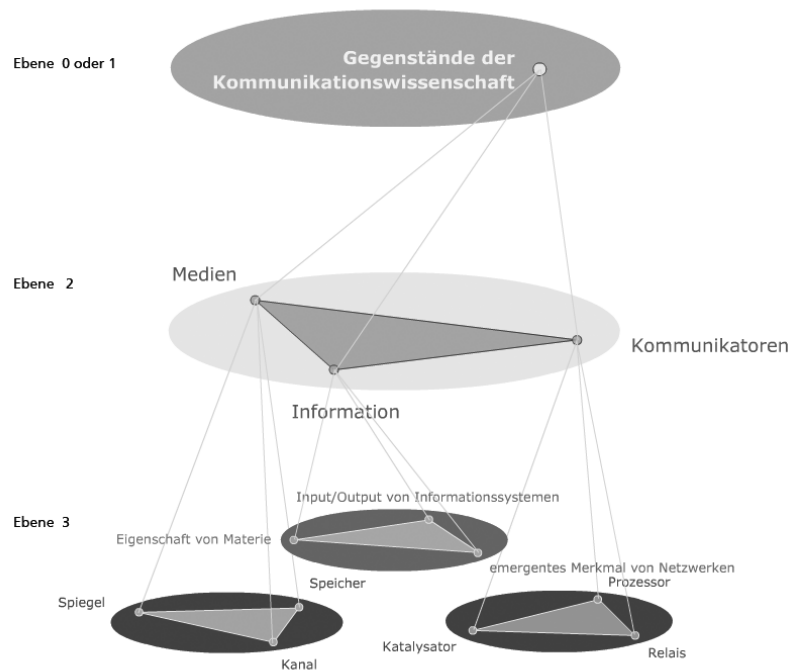 Ebene 0 oder 1
Gegenstände der
Kommunikationswissenschaft
Ebene 2
Medien
Kommunikatoren
Information
Ebene 3
Input/Output von Informationssystemen
Eigenschaft von Materie
emergentes Merkmal von Netzwerken
Speicher
Prozessor
Spiegel
Katalysator
Relais
Kanal